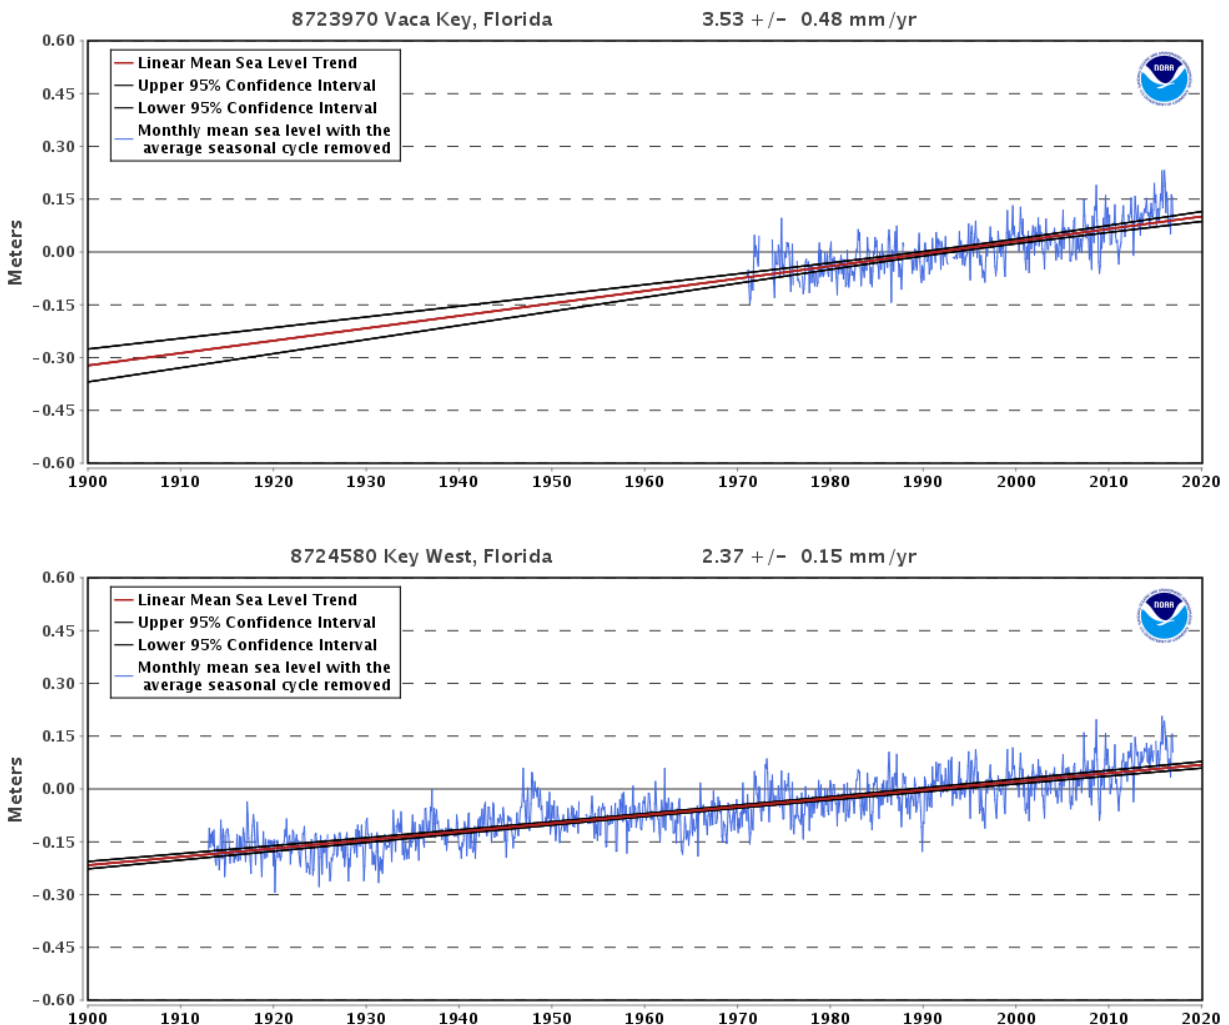 8723970 Vaca Key, Florida 3.53 +/- 0.48 mm/yr
0.60
Linear Mean Sea Level Trend
Upper 95% Confidence Interval
0.45
Lower 95% Confidence Interval
Monthly mean sea level with the
average seasonal cycle removed
NOAA
0.30
0.15
0.00
Meters
-0.15
-0.30
-0.45
-0.60
1900 1910 1920 1930 1940 1950 1960 1970 1980 1990 2000 2010 2020
8724580 Key West, Florida 2.37 +/- 0.15 mm/yr
0.60
Linear Mean Sea Level Trend
Upper 95% Confidence Interval
0.45
Lower 95% Confidence Interval
Monthly mean sea level with the
average seasonal cycle removed
NOAA
0.30
0.15
0.00
Meters
-0.15
-0.30
-0.45
-0.60
1900 1910 1920 1930 1940 1950 1960 1970 1980 1990 2000 2010 2020